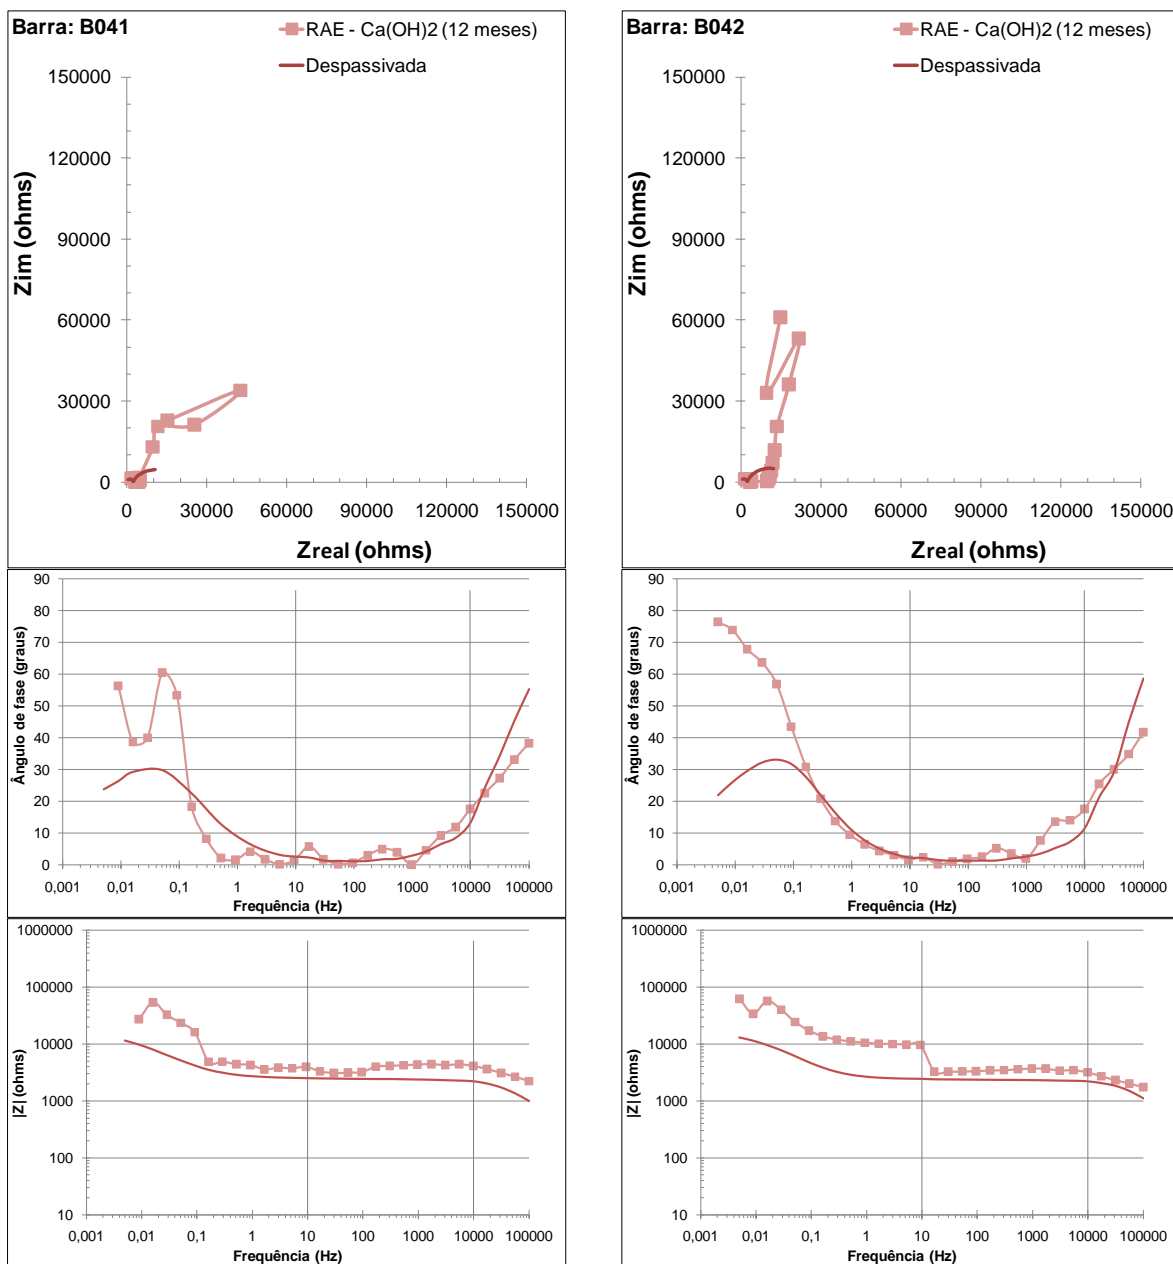 Barra: B041
RAE - Ca(OH)2 (12 meses)
Despassivada
150000
120000
90000
60000
30000
0
Zim (ohms)
0 30000 60000 90000 120000 150000
Zreal (ohms)
Barra: B042
RAE - Ca(OH)2 (12 meses)
Despassivada
150000
120000
90000
60000
30000
0
Zim (ohms)
0 30000 60000 90000 120000 150000
Zreal (ohms)
90
80
70
60
50
40
30
20
10
0
Ângulo de fase (graus)
0,001 0,01 0,1 1 10 100 1000 10000 100000
Frequência (Hz)
90
80
70
60
50
40
30
20
10
0
Ângulo de fase (graus)
0,001 0,01 0,1 1 10 100 1000 10000 100000
Frequência (Hz)
1000000
100000
10000
1000
100
10
|Z| (ohms)
0,001 0,01 0,1 1 10 100 1000 10000 100000
Frequência (Hz)
1000000
100000
10000
1000
100
10
|Z| (ohms)
0,001 0,01 0,1 1 10 100 1000 10000 100000
Frequência (Hz)